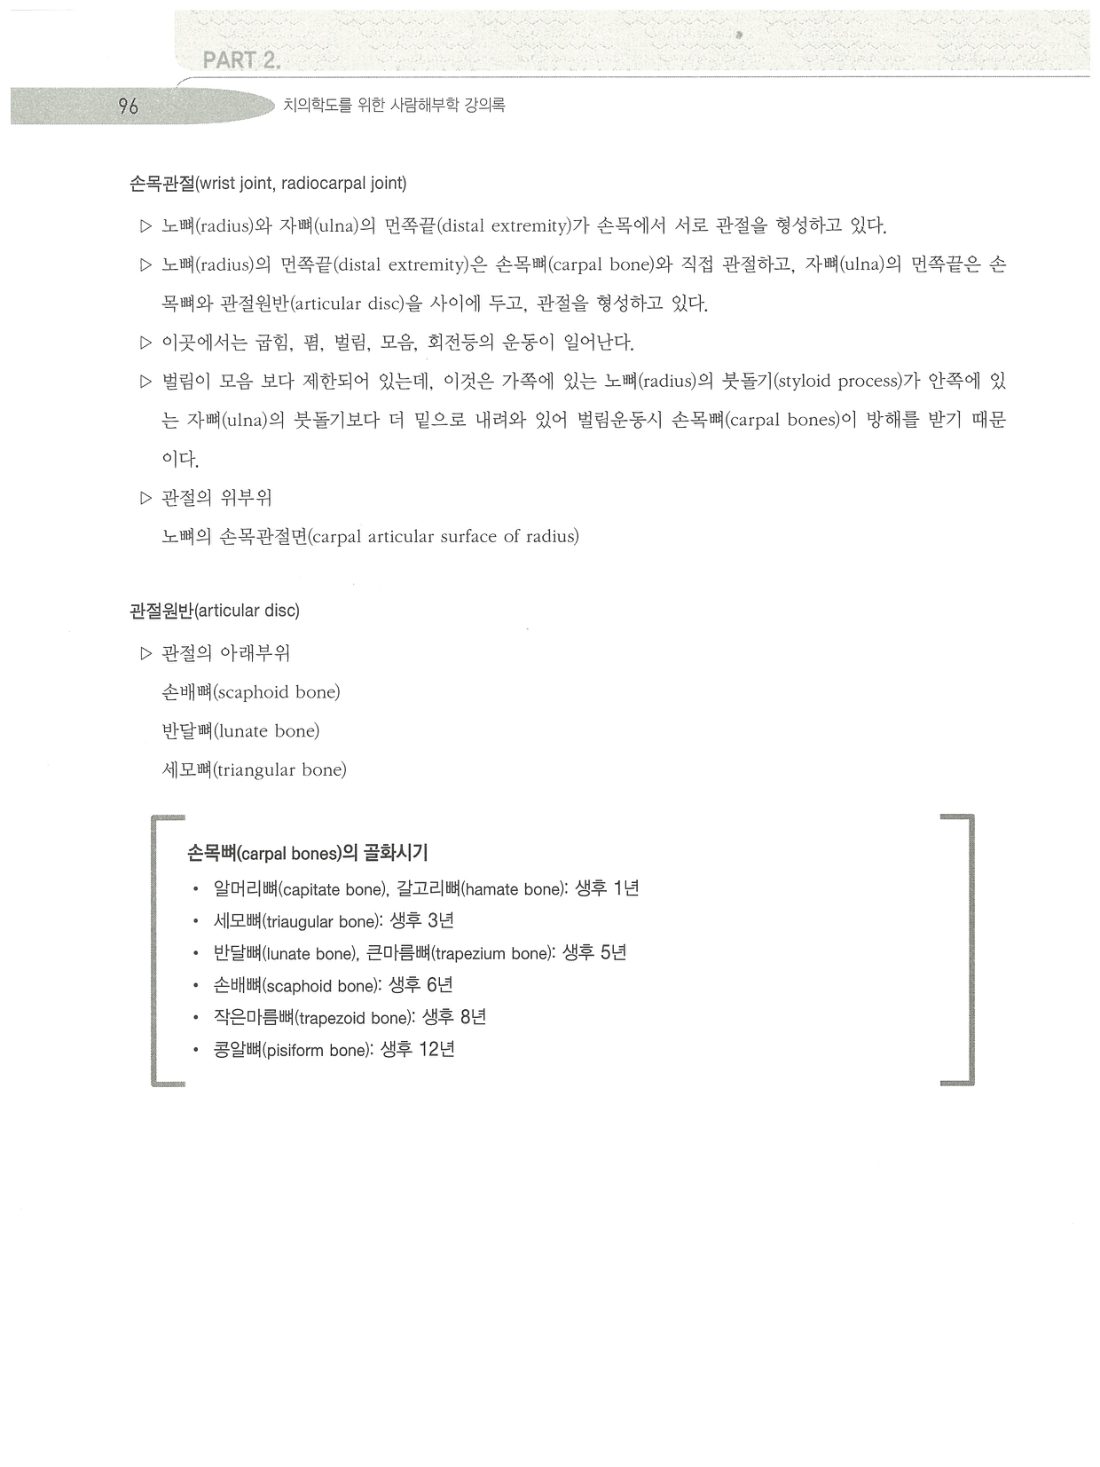 PART 2.
96
치의학도를 위한 사람해부학 강의록
손목관절(wrist joint, radiocarpal joint)
▷ 노뼈(radius)와 자뼈(ulna)의 먼쪽끝(distal extremity)가 손목에서 서로 관절을 형성하고 있다.
▷ 노뼈(radius)의 먼쪽끝(distal extremity)은 손목뼈(carpal bone)와 직접 관절하고, 자뼈(ulna)의 먼쪽끝은 손
목뼈와 관절원반(articular disc)을 사이에 두고, 관절을 형성하고 있다.
▷ 이곳에서는 굽힘, 폄, 벌림, 모음, 회전등의 운동이 일어난다.
▷ 벌림이 모음 보다 제한되어 있는데, 이것은 가쪽에 있는 노뼈(radius)의 붓돌기(styloid process)가 안쪽에 있
는 자뼈(ulna)의 붓돌기보다 더 밑으로 내려와 있어 벌림운동시 손목뼈(carpal bones)이 방해를 받기 때문
이다.
▷ 관절의 위부위
노뼈의 손목관절면(carpal articular surface of radius)
관절원반(articular disc)
▷ 관절의 아래부위
손배뼈(scaphoid bone)
반달뼈(lunate bone)
세모뼈(triangular bone)
손목뼈(carpal bones)의 골화시기
• 알머리뼈(capitate bone), 갈고리뼈(hamate bone): 생후 1년
• 세모뼈(triaugular bone): 생후 3년
• 반달뼈(lunate bone), 큰마름뼈(trapezium bone): 생후 5년
• 손배뼈(scaphoid bone): 생후 6년
• 작은마름뼈(trapezoid bone): 생후 8년
• 콩알뼈(pisiform bone): 생후 12년